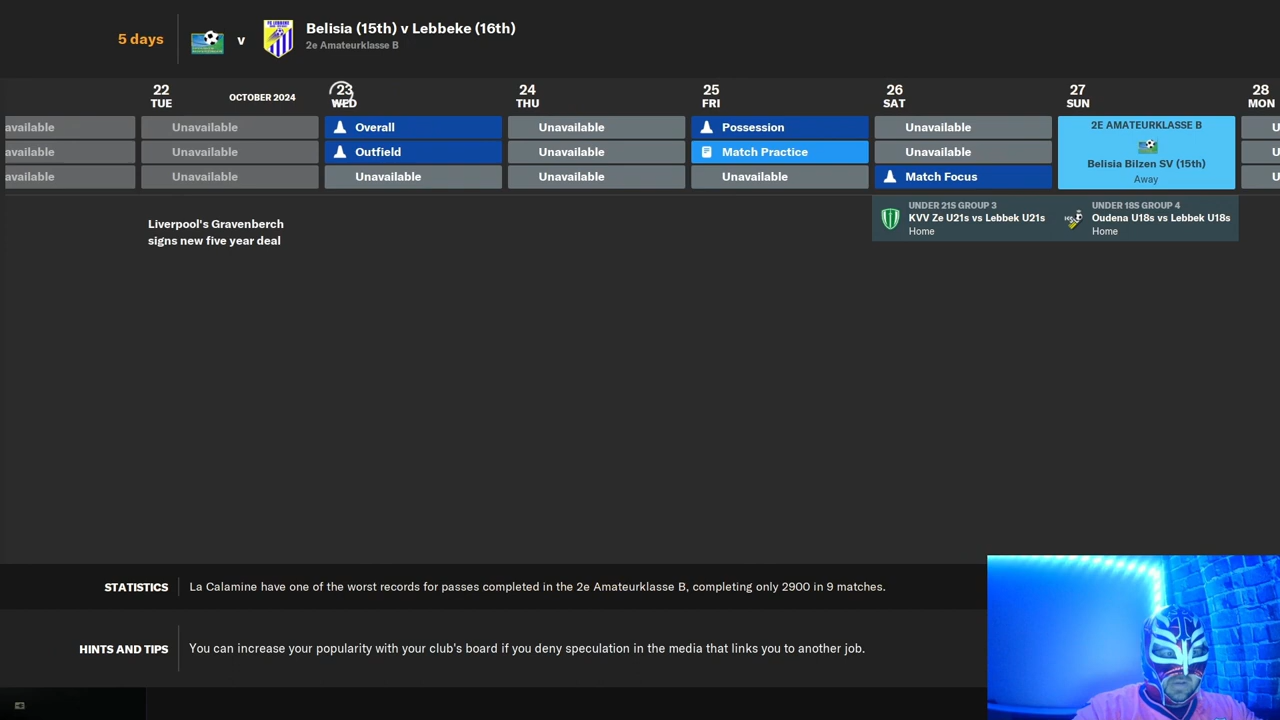 5 days
v
FC LEBBEKE
Belisia (15th) v Lebbeke (16th)
2e Amateurklasse B
22
TUE
OCTOBER 2024
23
WED
24
THU
25
FRI
26
SAT
27
SUN
28
MON
available
Unavailable
Overall
Unavailable
Possession
Unavailable
2E AMATEURKLASSE B
available
Unavailable
Outfield
Unavailable
Match Practice
Unavailable
Belisia Bilzen SV (15th)
available
Unavailable
Unavailable
Unavailable
Unavailable
Match Focus
Away
Liverpool's Gravenberch
signs new five year deal
UNDER 21S GROUP 3
KVV Ze U21s vs Lebbek U21s
Home
UNDER 18S GROUP 4
Oudena U18s vs Lebbek U18s
Home
STATISTICS
La Calamine have one of the worst records for passes completed in the 2e Amateurklasse B, completing only 2900 in 9 matches.
HINTS AND TIPS
You can increase your popularity with your club's board if you deny speculation in the media that links you to another job.